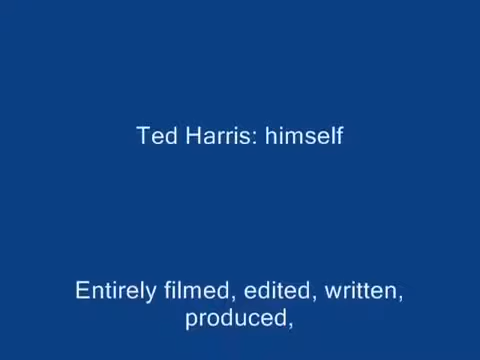 Ted Harris: himself
Entirely filmed, edited, written,
produced,